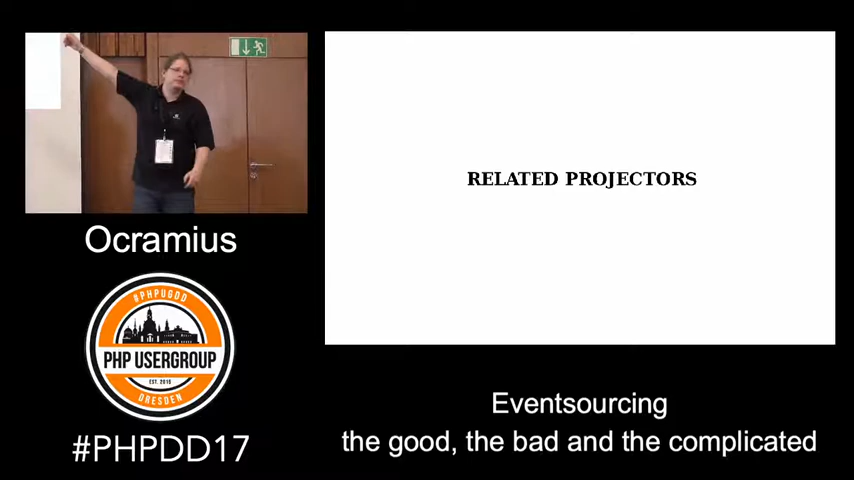 RELATED PROJECTORS
Ocramius
#PHPUGDD
PHP USERGROUP
EST. 2010
DRESDEN
#PHPDD17
Eventsourcing
the good, the bad and the complicated